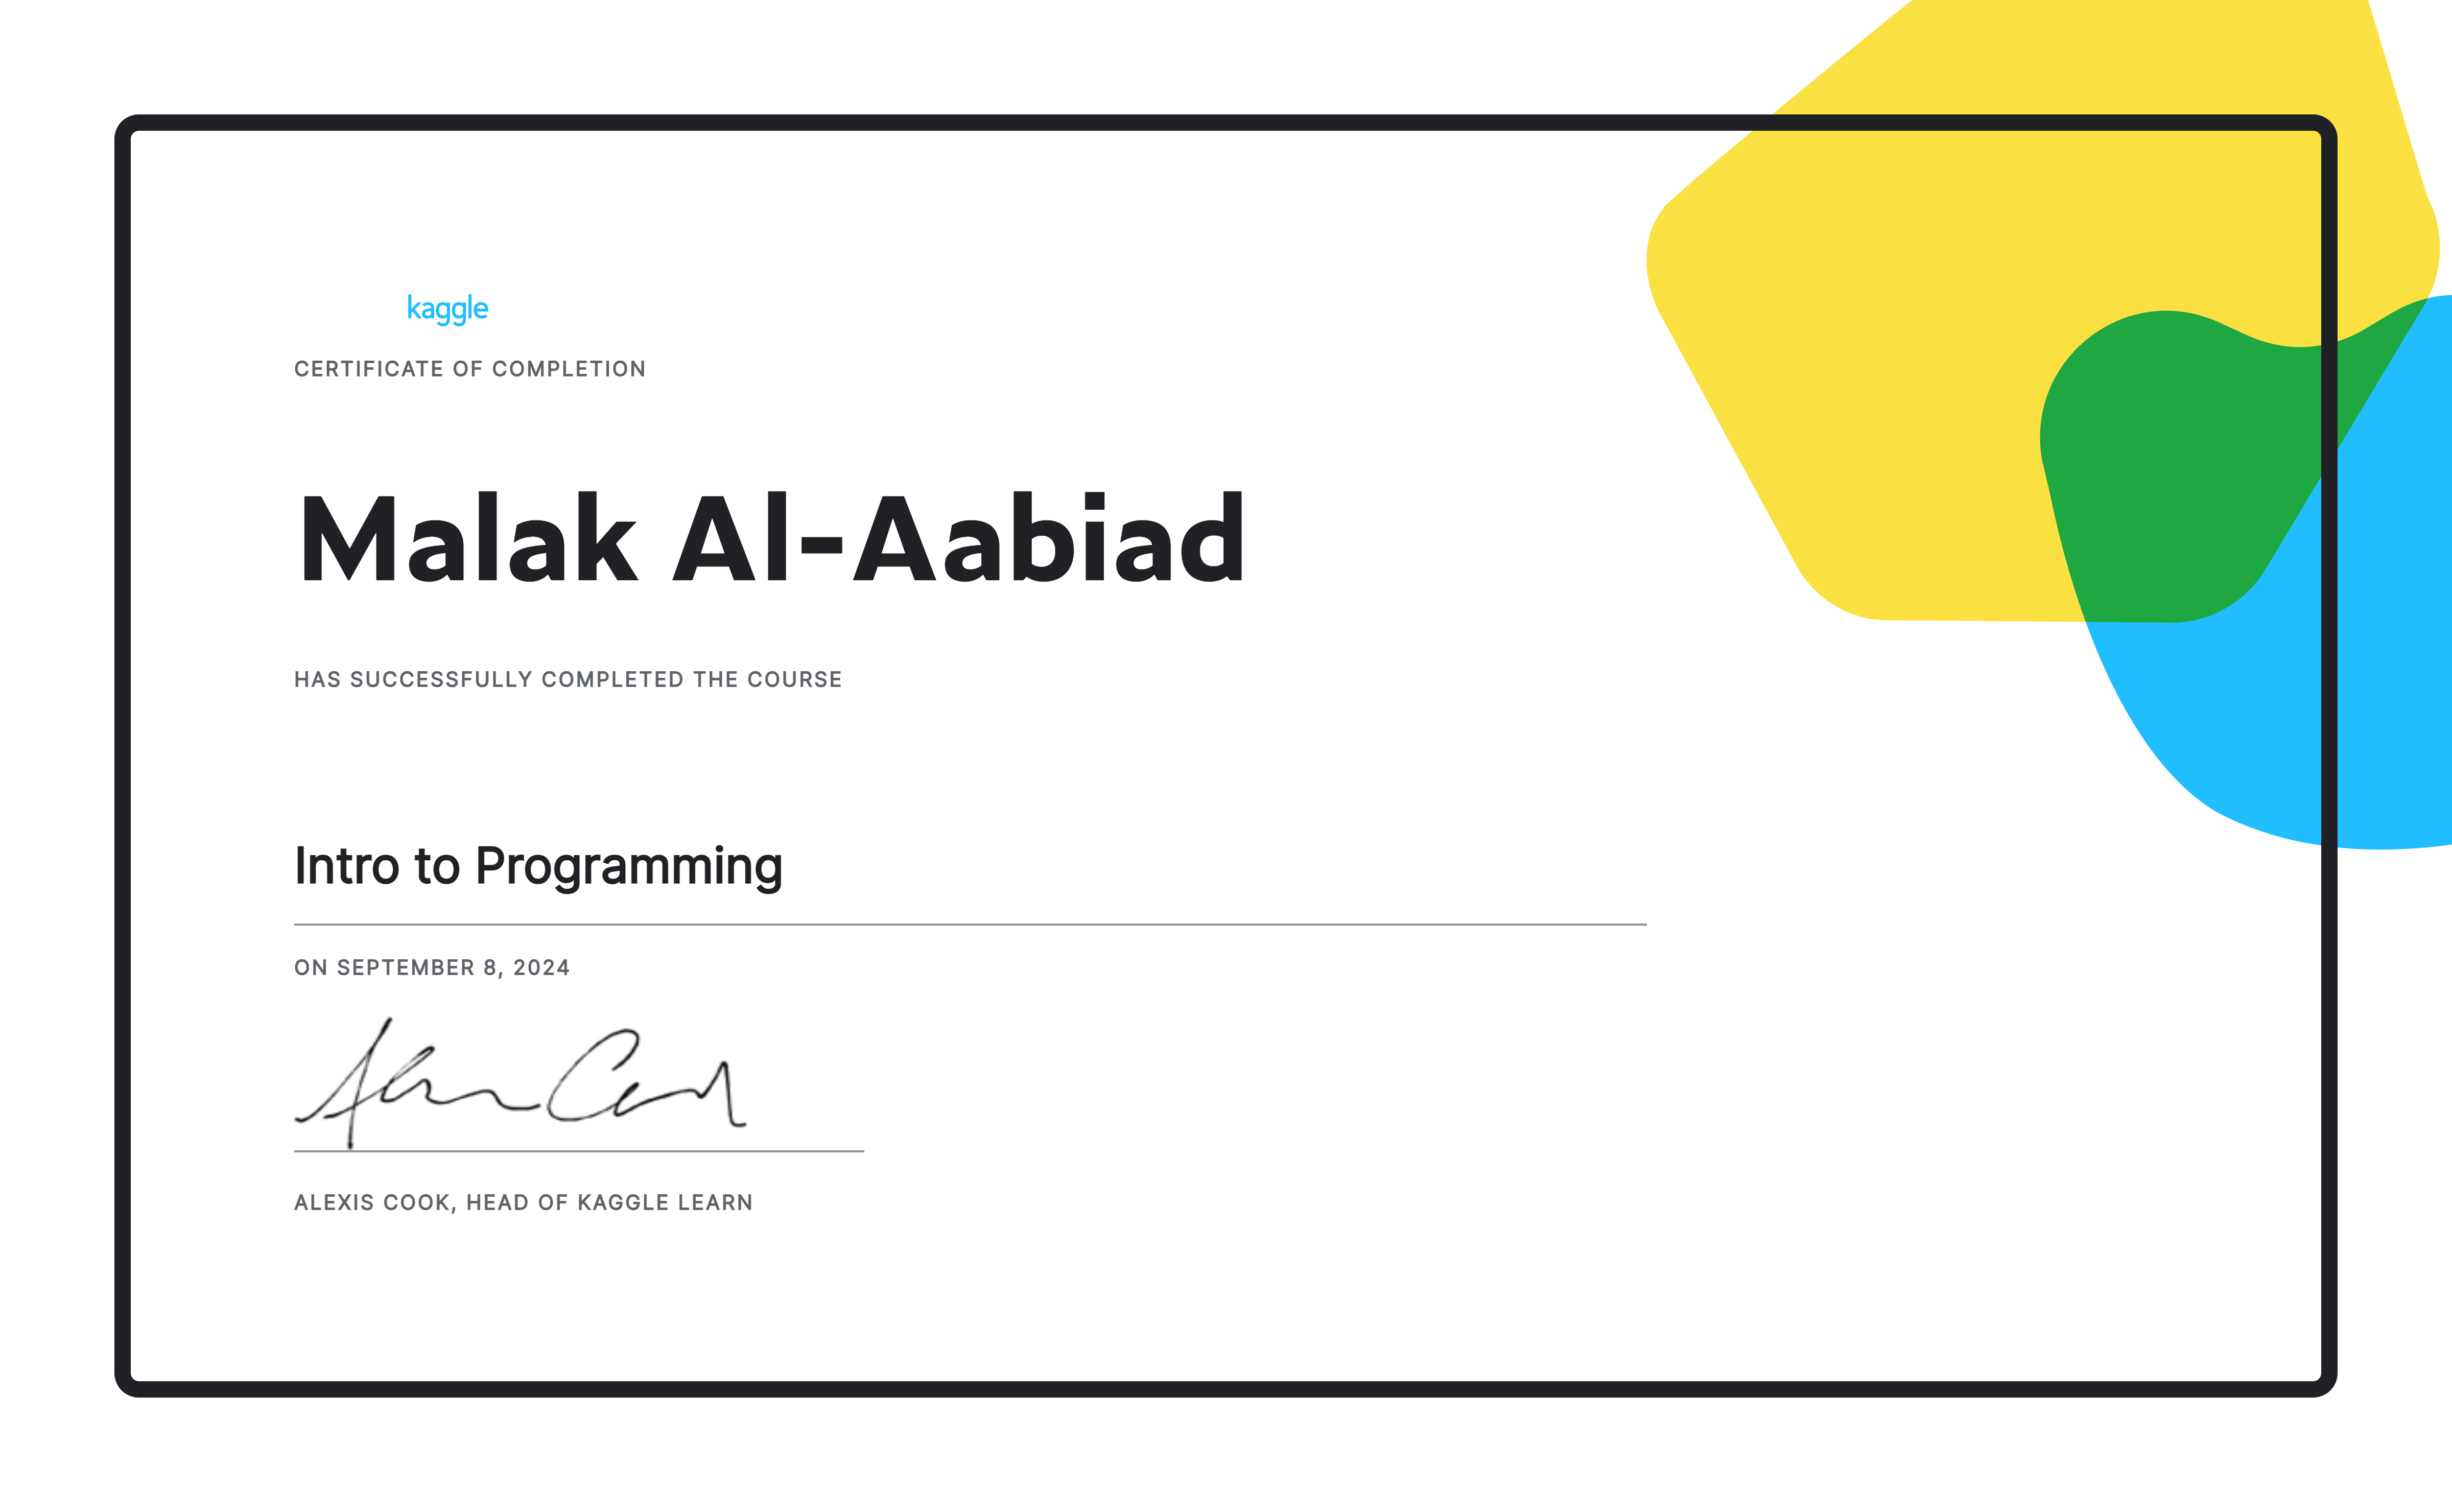 kaggle
CERTIFICATE OF COMPLETION
Malak Al-Aabiad
HAS SUCCESSFULLY COMPLETED THE COURSE
Intro to Programming
ON SEPTEMBER 8, 2024
ALEXIS COOK, HEAD OF KAGGLE LEARN